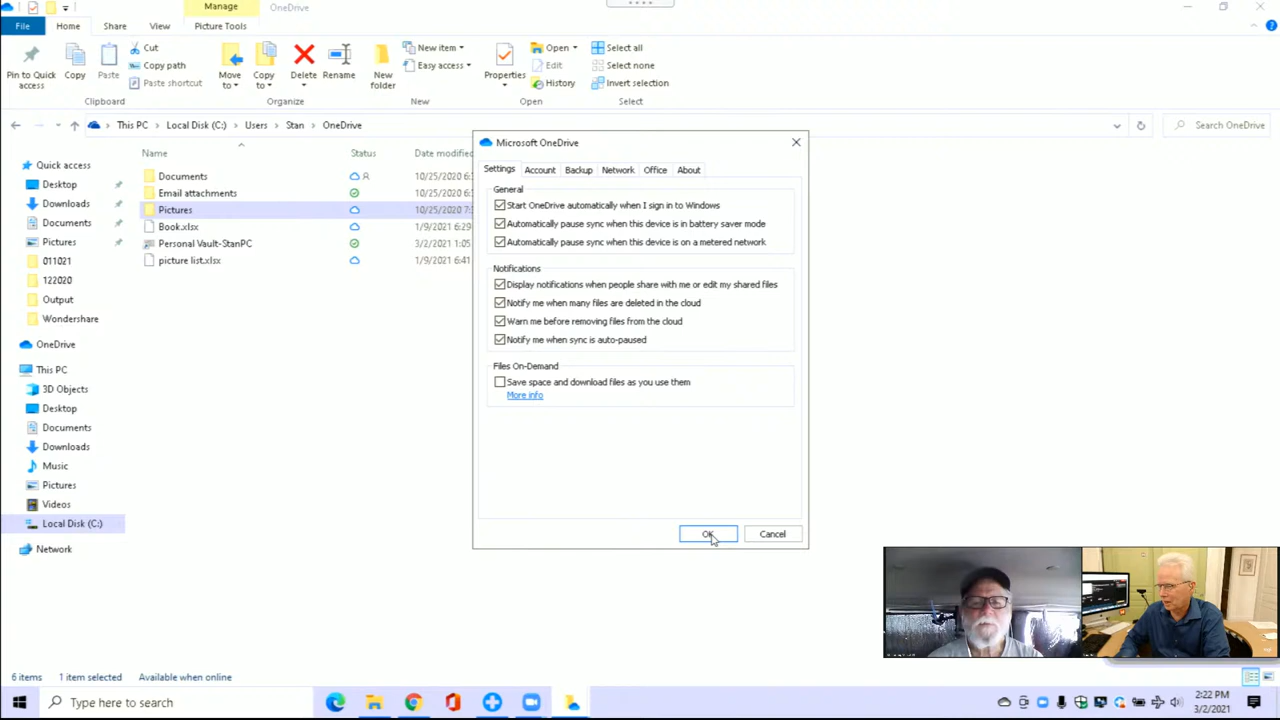 Manage
OneDrive
File
Home
Share
View
Picture Tools
Pin to Quick access
Copy
Paste
Cut
Copy path
Paste shortcut
Clipboard
Move to
Copy to
Delete
Rename
Organize
New folder
New item
Easy access
New
Properties
Open
Edit
History
Open
Select all
Select none
Invert selection
Select
This PC
Local Disk (C:)
Users
Stan
OneDrive
Search OneDrive
Quick access
Desktop
Downloads
Documents
Pictures
011021
122020
Output
Wondershare
OneDrive
This PC
3D Objects
Desktop
Documents
Downloads
Music
Pictures
Videos
Local Disk (C:)
Network
Name Status Date modified
Documents 10/25/2020 6:
Email attachments 10/25/2020 6:
Pictures 10/25/2020 7:
Book.xlsx 1/9/2021 6:29
Personal Vault-StanPC 3/2/2021 1:05
picture list.xlsx 1/9/2021 6:41
Microsoft OneDrive
Settings Account Backup Network Office About
General
Start OneDrive automatically when I sign in to Windows
Automatically pause sync when this device is in battery saver mode
Automatically pause sync when this device is on a metered network
Notifications
Display notifications when people share with me or edit my shared files
Notify me when many files are deleted in the cloud
Warn me before removing files from the cloud
Notify me when sync is auto-paused
Files On-Demand
Save space and download files as you use them
More info
OK
Cancel
6 items
1 item selected
Available when online
Type here to search
2:22 PM
3/2/2021